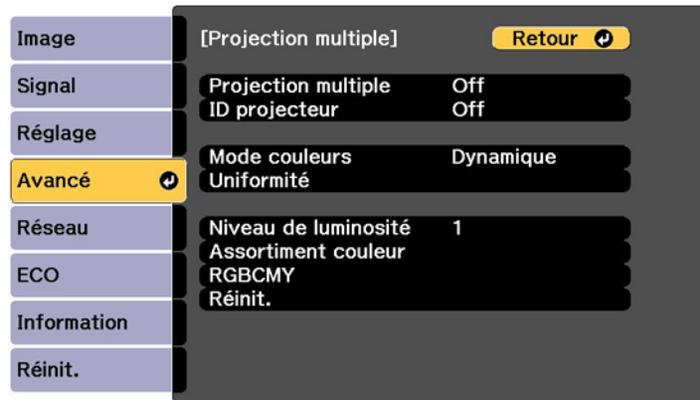 Image
Signal
Réglage
Avancé
Réseau
ECO
Information
Réinit.
[Projection multiple]
Retour
Projection multiple Off
ID projecteur Off
Mode couleurs Dynamique
Uniformité
Niveau de luminosité 1
Assortiment couleur
RGBCMY
Réinit.